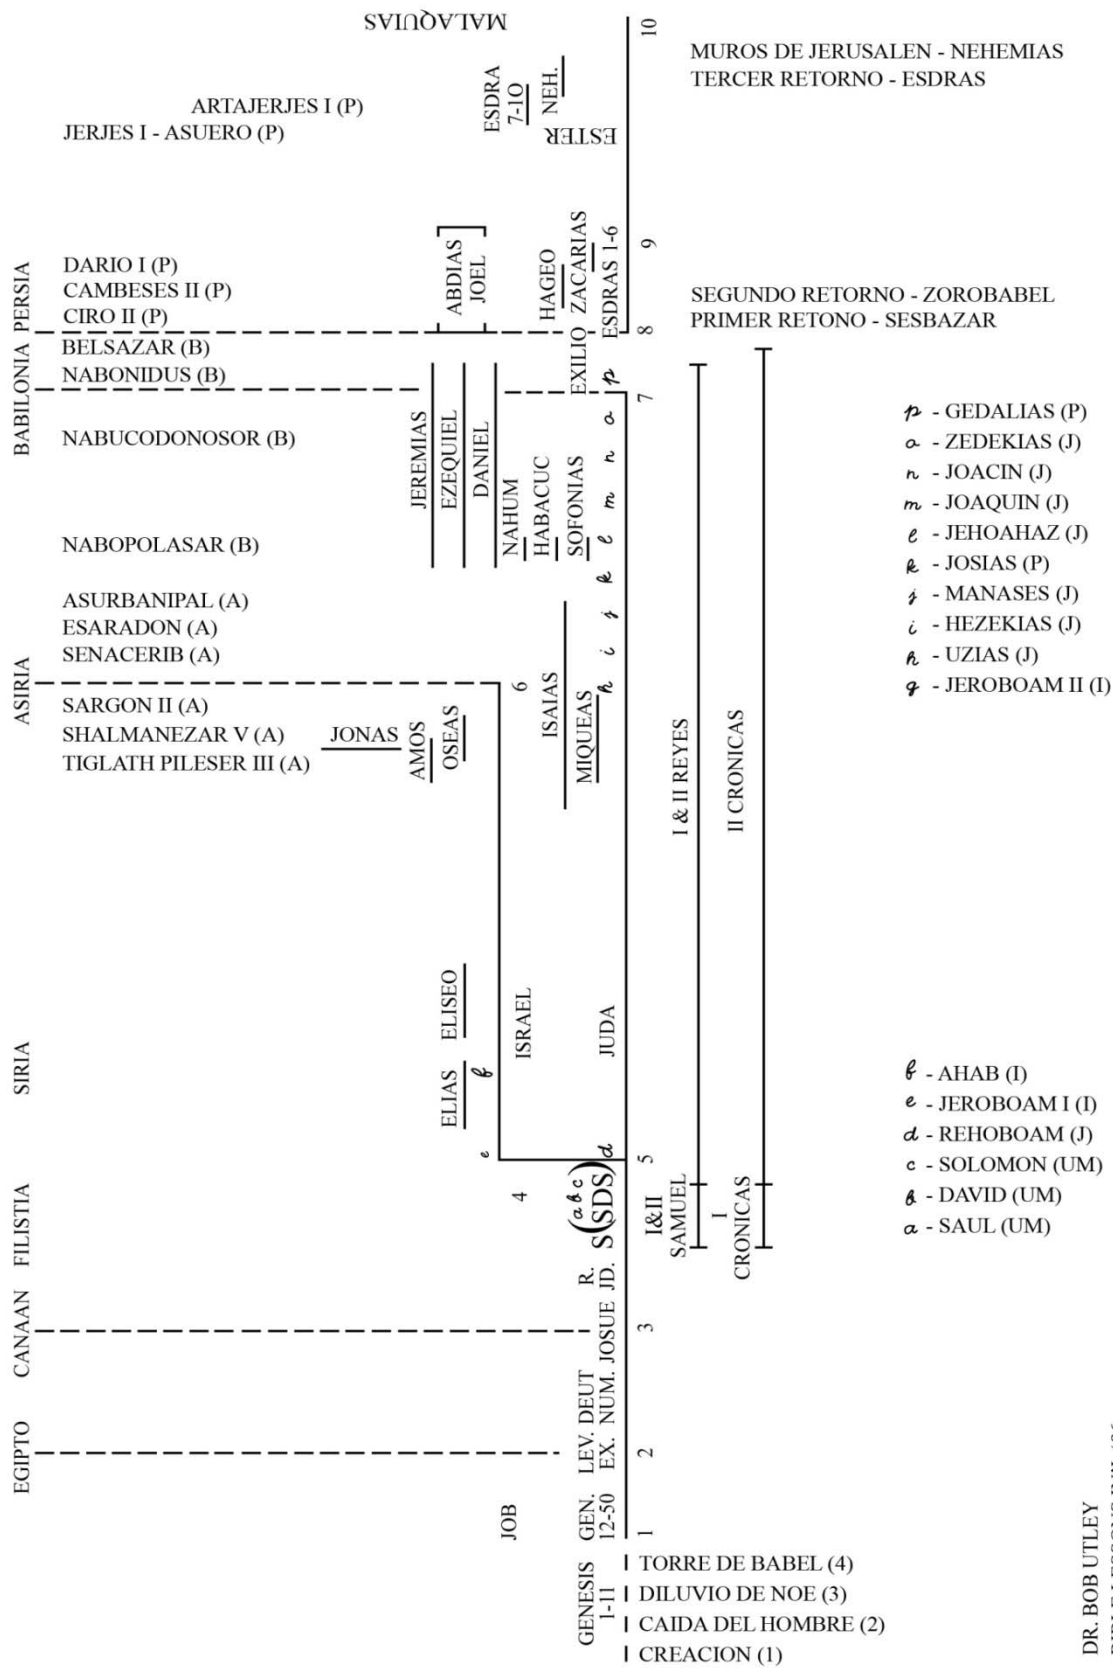 MALAQUIAS
10
MUROS DE JERUSALEN - NEHEMIAS
TERCER RETORNO - ESDRAS
ARTAJERJES I (P)
JERJES I - ASUERO (P)
ESDRA
7-10
NEH.
ESTER
9
PERSIA
DARIO I (P)
CAMBESES II (P)
CIRO II (P)
ABDIAS
JOEL
HAGEO
ZACARIAS
ESDRAS 1-6
8
SEGUNDO RETORNO - ZOROBABEL
PRIMER RETONO - SESBAZAR
BABILONIA
BELSAZAR (B)
NABONIDUS (B)
NABUCODONOSOR (B)
NABOPOLASAR (B)
JEREMIAS
EZEQUIEL
DANIEL
NAHUM
HABACUC
SOFONIAS
EXILIO
p
o
n
m
l
k
j
i
h
7
p - GEDALIAS (P)
o - ZEDEKIAS (J)
n - JOACIN (J)
m - JOAQUIN (J)
l - JEHOAHAZ (J)
k - JOSIAS (P)
j - MANASES (J)
i - HEZEKIAS (J)
h - UZIAS (J)
g - JEROBOAM II (I)
ASIRIA
ASURBANIPAL (A)
ESARADON (A)
SENACERIB (A)
SARGON II (A)
SHALMANEZAR V (A)
TIGLATH PILESER III (A)
JONAS
AMOS
OSEAS
6
ISAIAS
MIQUEAS
I & II REYES
II CRONICAS
SIRIA
ELIAS
ELISEO
f
e
ISRAEL
JUDA
d
5
f - AHAB (I)
e - JEROBOAM I (I)
d - REHOBOAM (J)
c - SOLOMON (UM)
b - DAVID (UM)
a - SAUL (UM)
FILISTIA
4
(a b c)
S (SDS)
R.
JD.
I&II
SAMUEL
I
CRONICAS
CANAAN
JOSUE
3
EGIPTO
LEV. DEUT
EX. NUM.
2
JOB
GEN.
12-50
1
GENESIS
1-11
TORRE DE BABEL (4)
DILUVIO DE NOE (3)
CAIDA DEL HOMBRE (2)
CREACION (1)
DR. BOB UTLEY